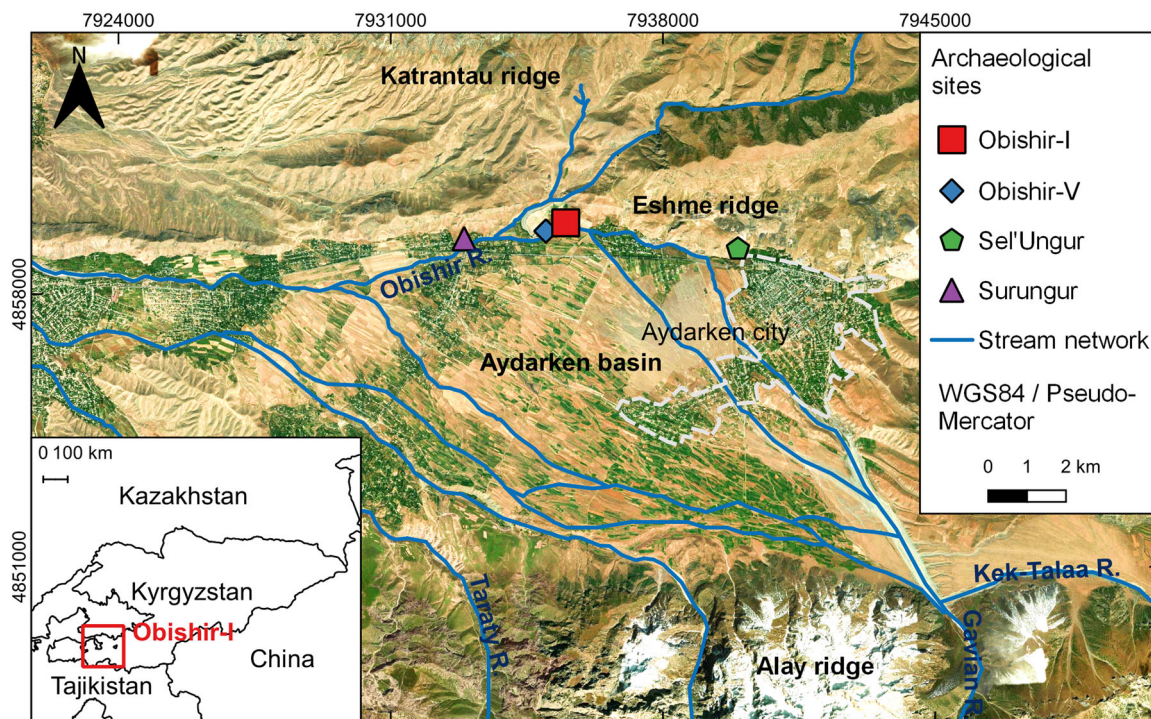 7924000
7931000
7938000
7945000
N
Katrantau ridge
Eshme ridge
Obishir R.
4858000
Aydarken city
Aydarken basin
4851000
Taraty R.
Alay ridge
Kek-Talaa R.
Gavian R.
Archaeological
sites
Obishir-I
Obishir-V
Sel'Ungur
Surungur
Stream network
WGS84 / Pseudo-
Mercator
0 1 2 km
0 100 km
Kazakhstan
Kyrgyzstan
Obishir-I
China
Tajikistan